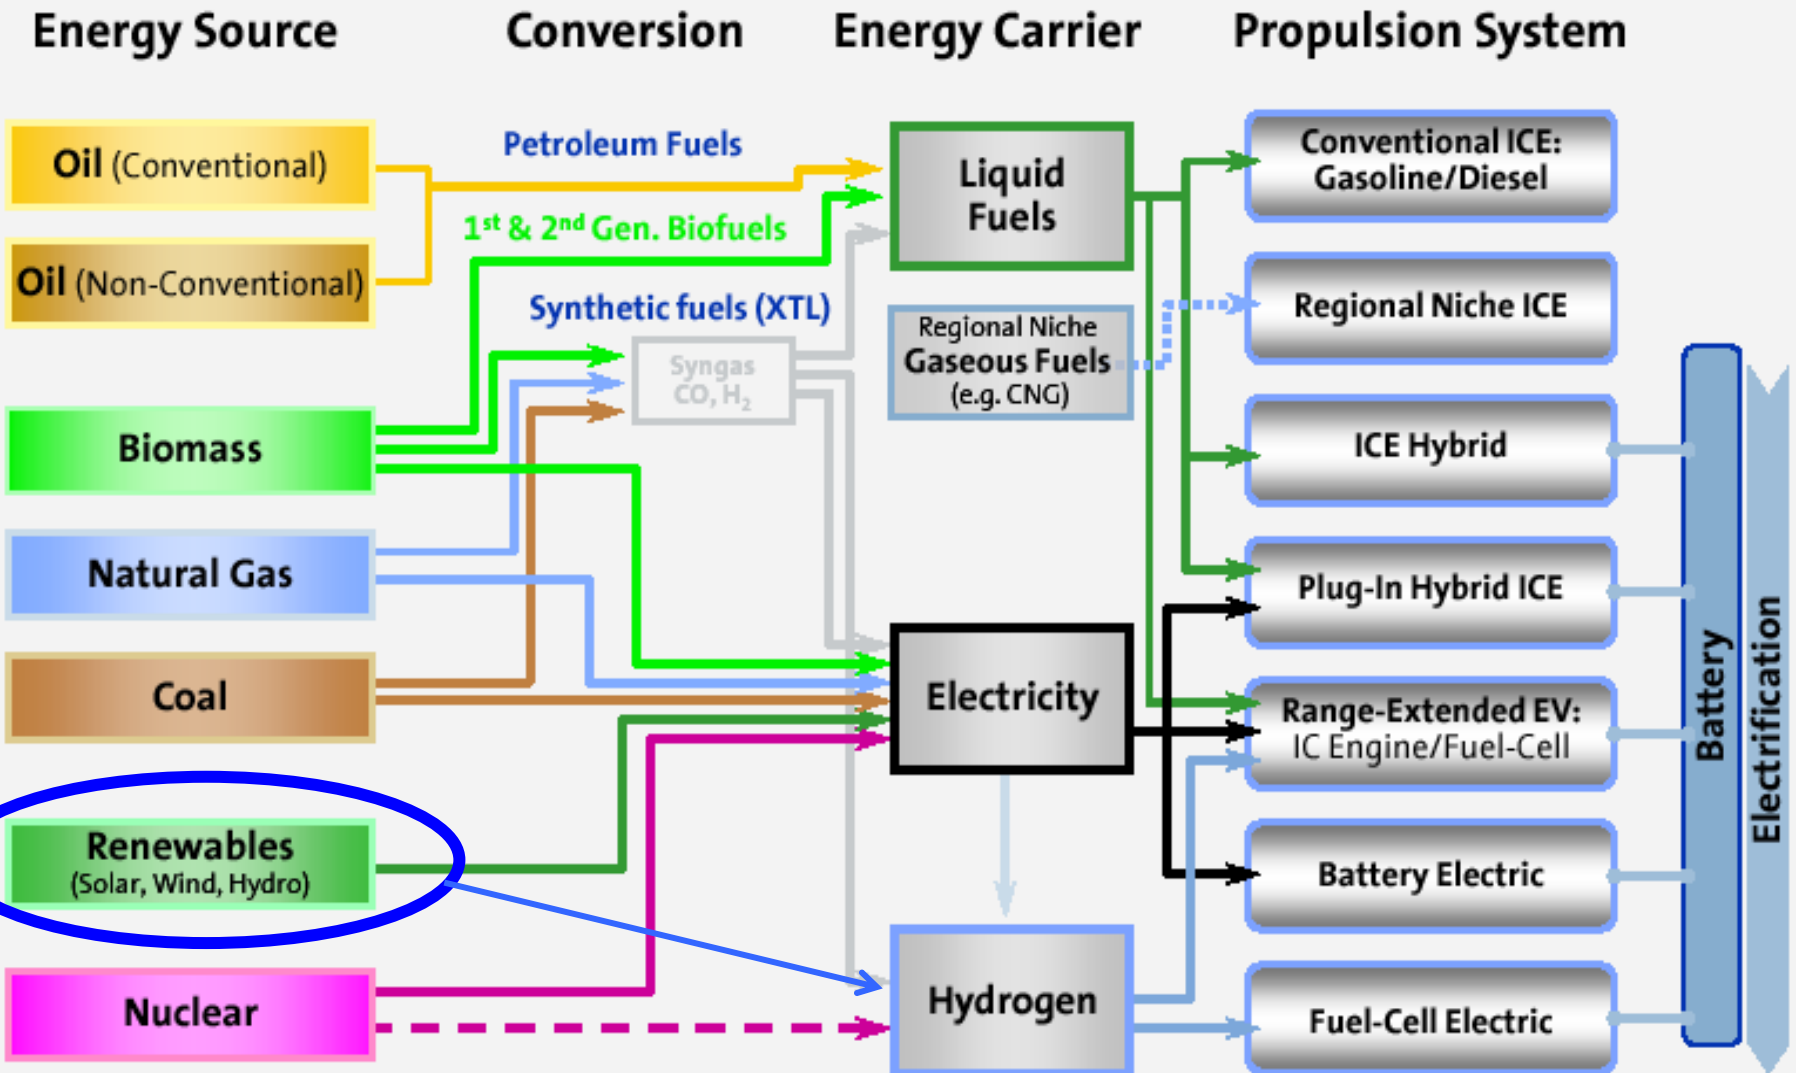 Energy Source
Conversion
Energy Carrier
Propulsion System
Oil (Conventional)
Oil (Non-Conventional)
Biomass
Natural Gas
Coal
Renewables
(Solar, Wind, Hydro)
Nuclear
Petroleum Fuels
1st & 2nd Gen. Biofuels
Synthetic fuels (XTL)
Syngas
CO, H₂
Liquid
Fuels
Regional Niche
Gaseous Fuels
(e.g. CNG)
Electricity
Hydrogen
Conventional ICE:
Gasoline/Diesel
Regional Niche ICE
ICE Hybrid
Plug-In Hybrid ICE
Range-Extended EV:
IC Engine/Fuel-Cell
Battery Electric
Fuel-Cell Electric
Battery
Electrification